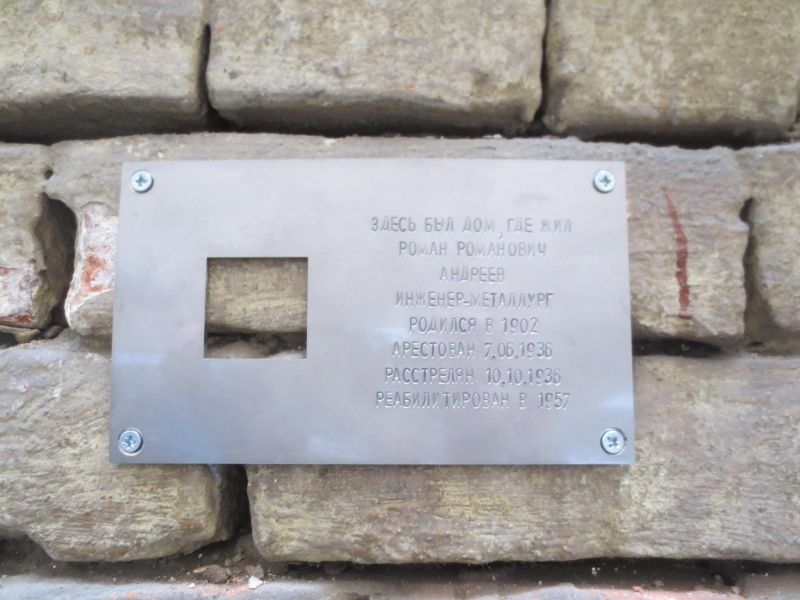 ЗДЕСЬ БЫЛ ДОМ, ГДЕ ЖИЛ
РОМАН РОМАНОВИЧ
АНДРЕЕВ
ИНЖЕНЕР-МЕТАЛЛУРГ
РОДИЛСЯ В 1902
АРЕСТОВАН 7.06.1936
РАССТРЕЛЯН 10.10.1936
РЕАБИЛИТИРОВАН В 1957